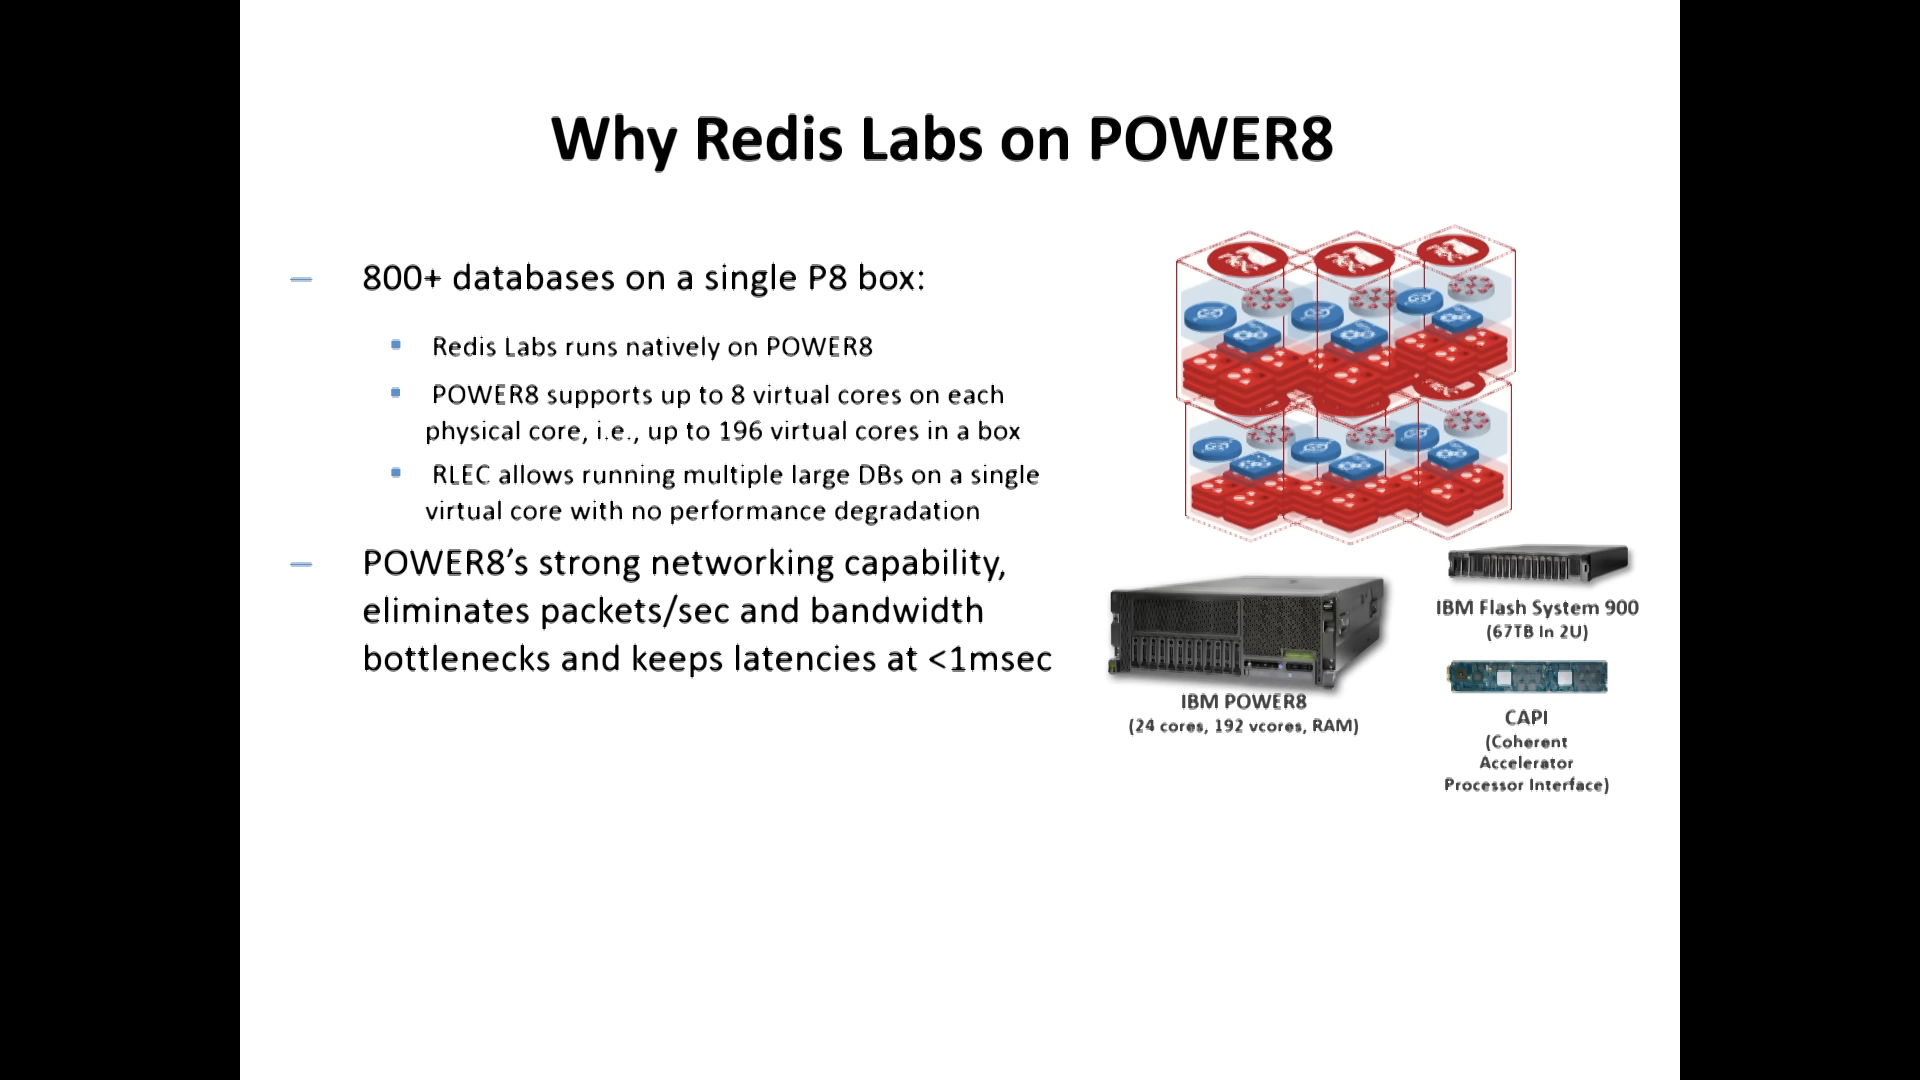 Why Redis Labs on POWER8
– 800+ databases on a single P8 box:
▪ Redis Labs runs natively on POWER8
▪ POWER8 supports up to 8 virtual cores on each
physical core, i.e., up to 196 virtual cores in a box
▪ RLEC allows running multiple large DBs on a single
virtual core with no performance degradation
– POWER8’s strong networking capability,
eliminates packets/sec and bandwidth
bottlenecks and keeps latencies at <1msec
IBM Flash System 900
(67TB In 2U)
IBM POWER8
(24 cores, 192 vcores, RAM)
CAPI
(Coherent
Accelerator
Processor Interface)